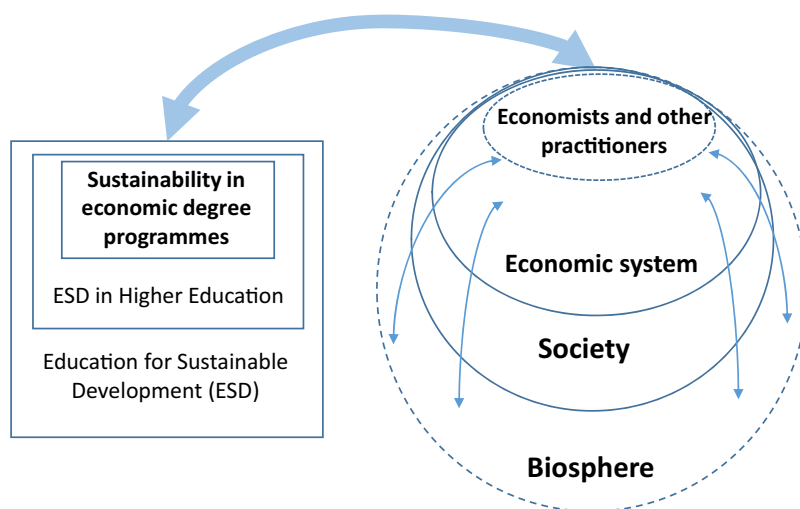 Sustainability in
economic degree
programmes
ESD in Higher Education
Education for Sustainable
Development (ESD)
Economists and other
practitioners
Economic system
Society
Biosphere